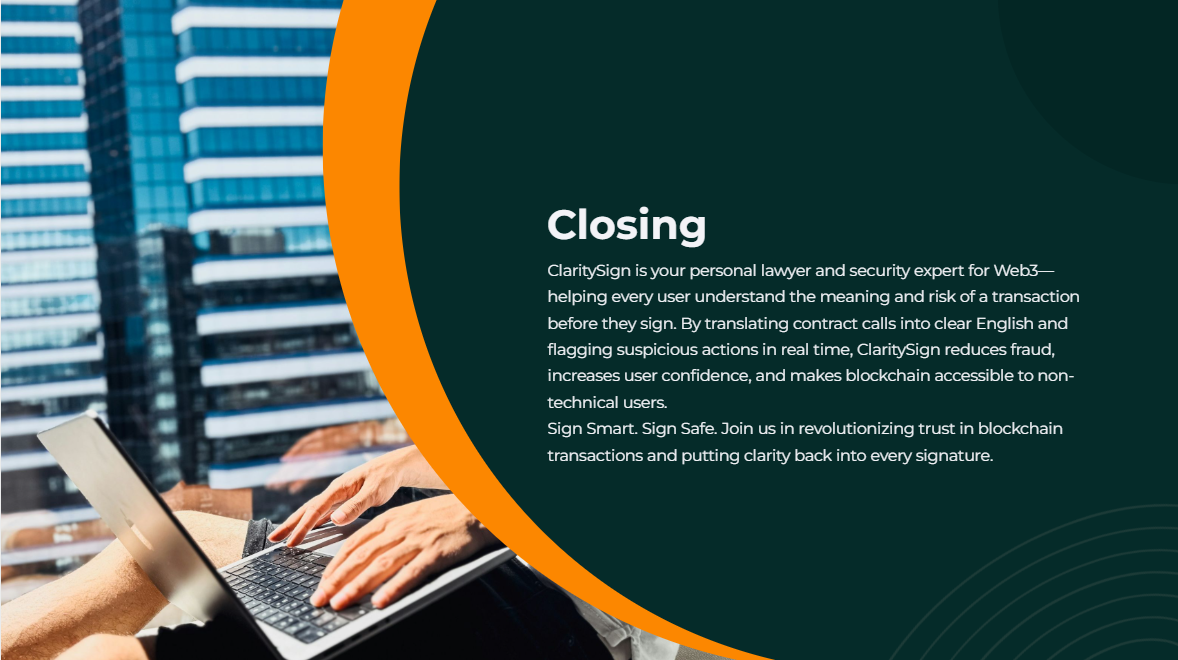 Closing
ClaritySign is your personal lawyer and security expert for Web3—
helping every user understand the meaning and risk of a transaction
before they sign. By translating contract calls into clear English and
flagging suspicious actions in real time, ClaritySign reduces fraud,
increases user confidence, and makes blockchain accessible to non-
technical users.
Sign Smart. Sign Safe. Join us in revolutionizing trust in blockchain
transactions and putting clarity back into every signature.